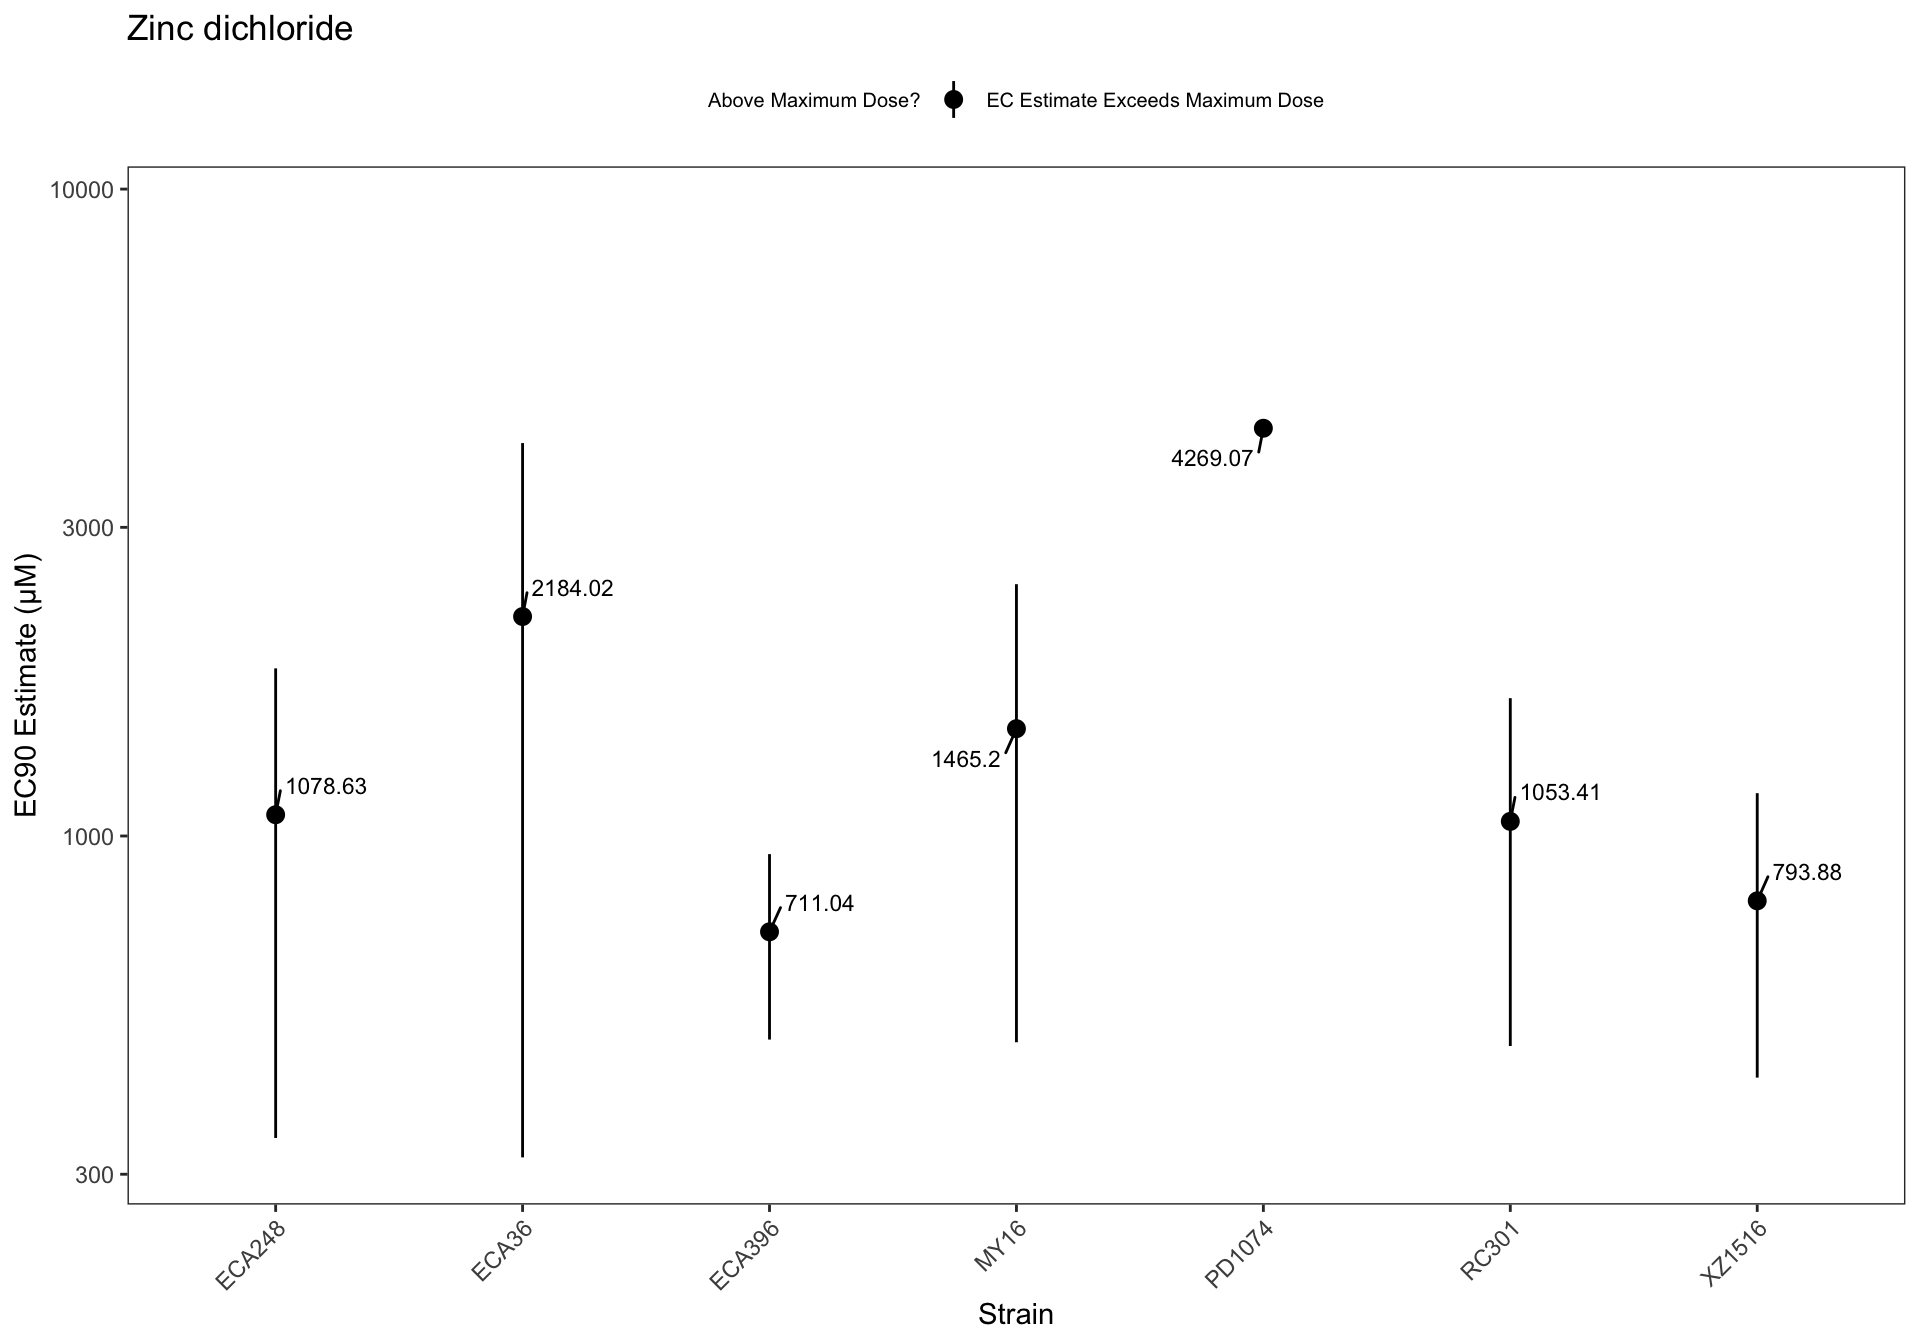 Zinc dichloride
Above Maximum Dose? EC Estimate Exceeds Maximum Dose
EC90 Estimate (μM)
10000
3000
1000
300
1078.63
2184.02
711.04
1465.2
4269.07
1053.41
793.88
ECA248 ECA36 ECA396 MY16 PD1074 RC301 XZ1516
Strain